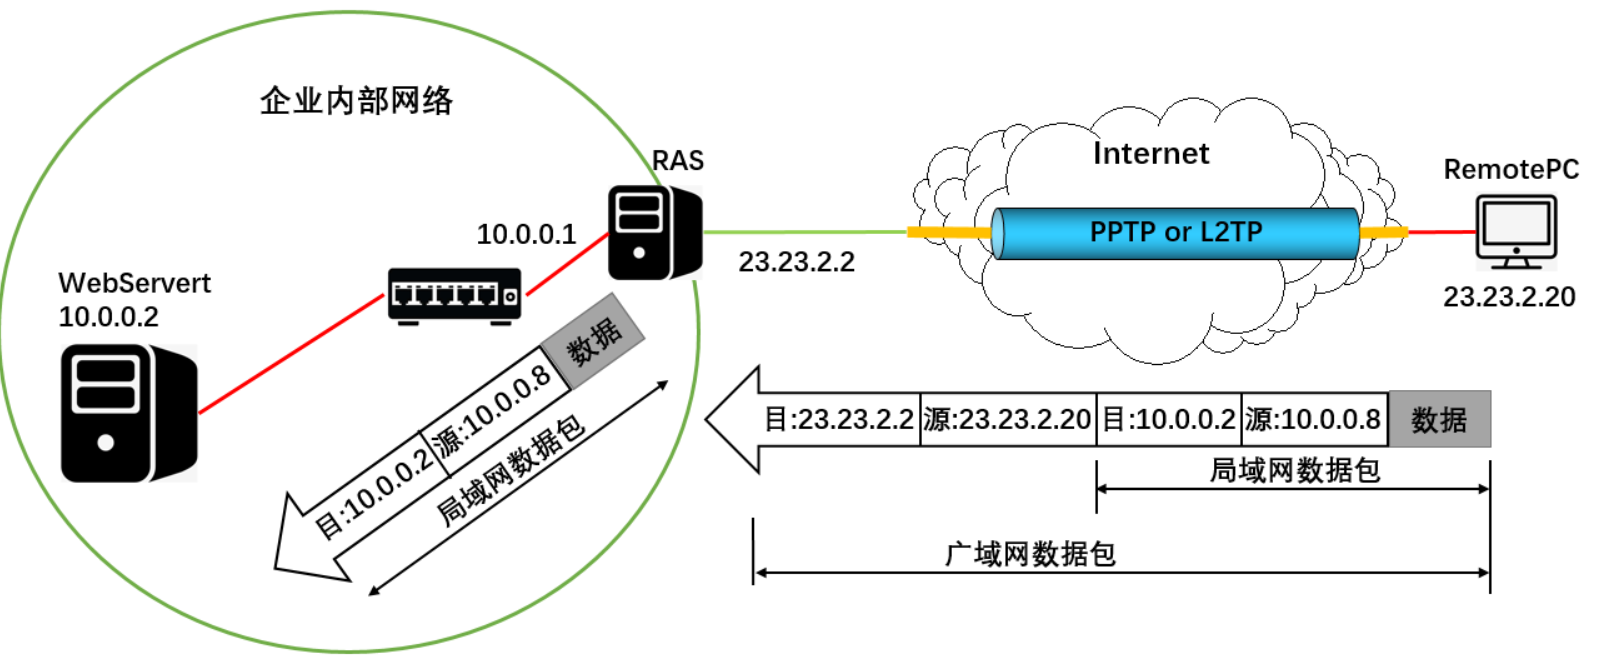 企业内部网络
RAS
Internet
RemotePC
10.0.0.1
PPTP or L2TP
23.23.2.2
WebServert
10.0.0.2
23.23.2.20
数据
源:10.0.0.8
目:10.0.0.2
局域网数据包
目:23.23.2.2 源:23.23.2.20 目:10.0.0.2 源:10.0.0.8 数据
局域网数据包
广域网数据包